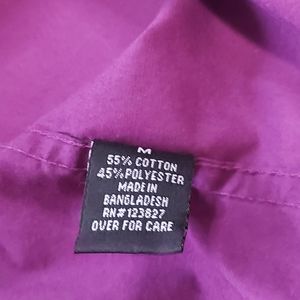 M
55% COTTON
45% POLYESTER
MADE IN
BANGLADESH
RN# 123827
OVER FOR CARE